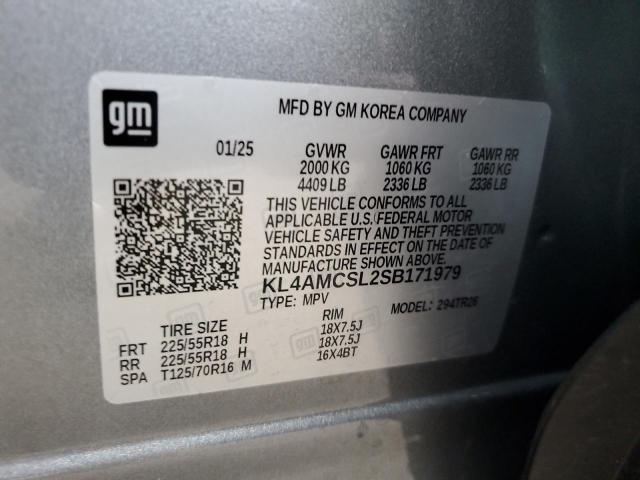 gm
MFD BY GM KOREA COMPANY
01/25 GVWR GAWR FRT GAWR RR
2000 KG 1060 KG 1060 KG
4409 LB 2336 LB 2336 LB
THIS VEHICLE CONFORMS TO ALL
APPLICABLE U.S./FEDERAL MOTOR
VEHICLE SAFETY AND THEFT PREVENTION
STANDARDS IN EFFECT ON THE DATE OF
MANUFACTURE SHOWN ABOVE.
KL4AMCSL2SB171979
TYPE: MPV MODEL: 294TR26
TIRE SIZE RIM
FRT 225/55R18 H 18X7.5J
RR 225/55R18 H 18X7.5J
SPA T125/70R16 M 16X4BT